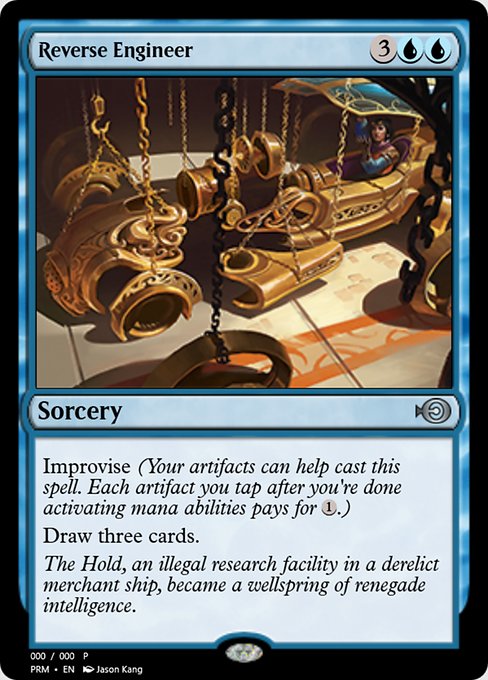 Reverse Engineer 3
Sorcery
Improvise (Your artifacts can help cast this
spell. Each artifact you tap after you're done
activating mana abilities pays for 1.)
Draw three cards.
The Hold, an illegal research facility in a derelict
merchant ship, became a wellspring of renegade
intelligence.
000 / 000 P
PRM • EN Jason Kang